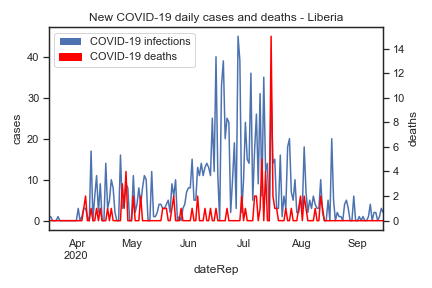 New COVID-19 daily cases and deaths - Liberia
COVID-19 infections
COVID-19 deaths
40
30
20
10
0
cases
14
12
10
8
6
4
2
0
deaths
Apr May Jun Jul Aug Sep
2020
dateRep